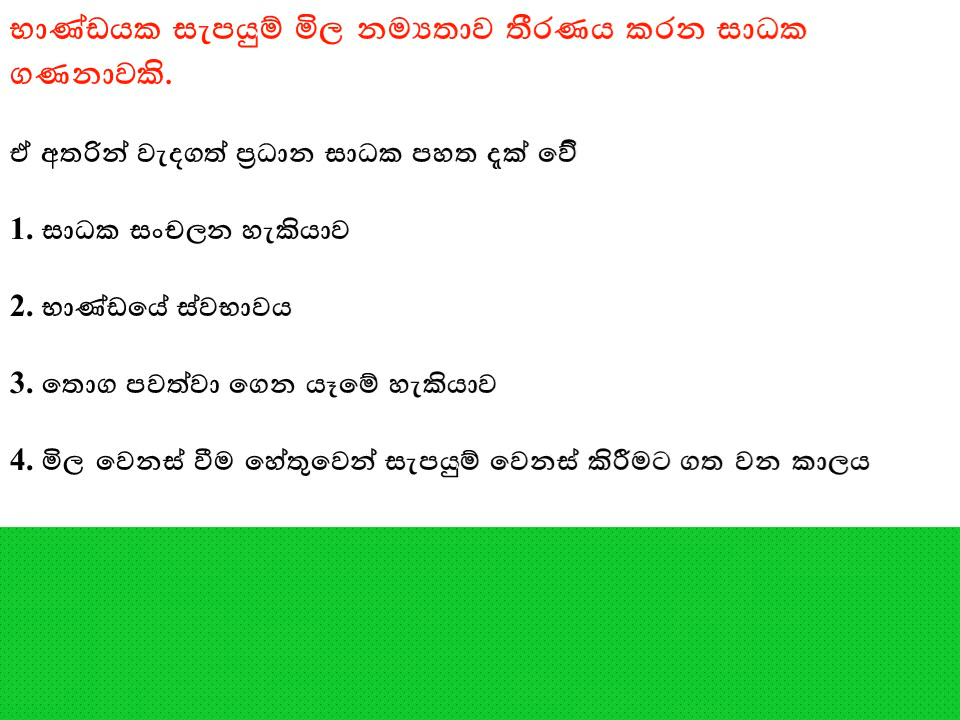 භාණ්ඩයක සැපයුම් මිල නම්‍යතාව තීරණය කරන සාධක
ගණනාවකි.
ඒ අතරින් වැදගත් ප්‍රධාන සාධක පහත දැක් වේ
1. සාධක සංචලන හැකියාව
2. භාණ්ඩයේ ස්වභාවය
3. තොග පවත්වා ගෙන යෑමේ හැකියාව
4. මිල වෙනස් වීම හේතුවෙන් සැපයුම් වෙනස් කිරීමට ගත වන කාලය